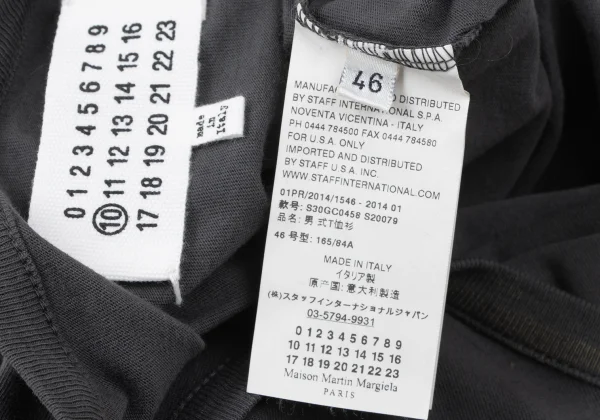 0 1 2 3 4 5 6 7 8 9
10 11 12 13 14 15 16
17 18 19 20 21 22 23
made
in
Italy
46
MANUFA D DISTRIBUTED
BY STAFF INTERNATIONAL S.P.A.
NOVENTA VICENTINA - ITALY
PH 0444 784500 FAX 0444 784580
FOR U.S.A. ONLY
IMPORTED AND DISTRIBUTED
BY STAFF U.S.A. INC.
WWW.STAFFINTERNATIONAL.COM
01PR/2014/1546 - 2014 01
款号: S30GC0458 S20079
品名: 男 式T恤衫
46 号型: 165/84A
MADE IN ITALY
イタリア製
原产国: 意大利製造
(株)スタッフインターナショナルジャパン
03-5794-9931
0 1 2 3 4 5 6 7 8 9
10 11 12 13 14 15 16
17 18 19 20 21 22 23
Maison Martin Margiela
PARIS